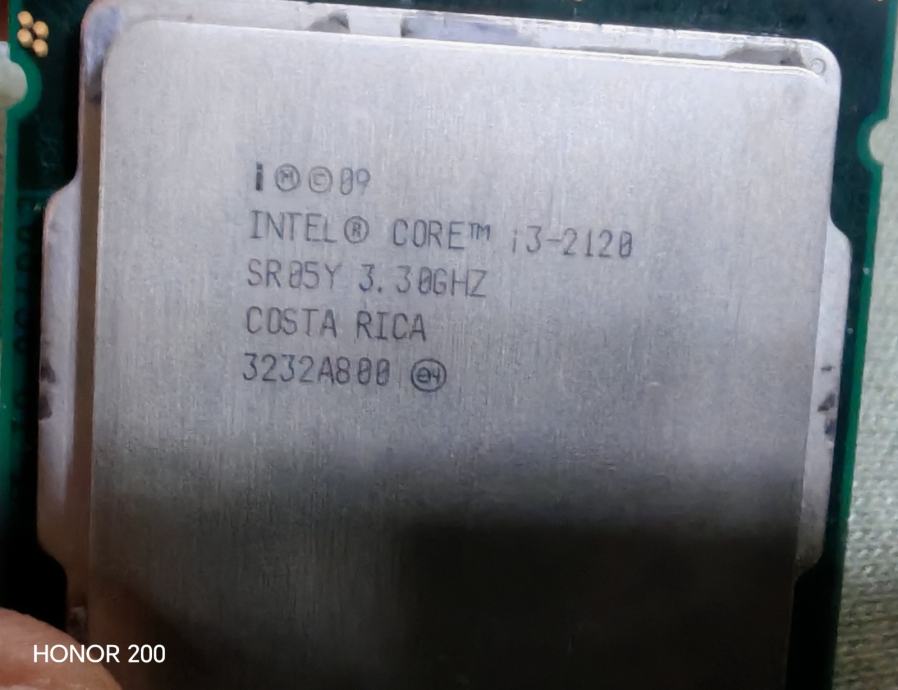 i Ⓜ©09
INTEL® CORE™ i3-2120
SR05Y 3.30GHZ
COSTA RICA
3232A800 e4
HONOR 200